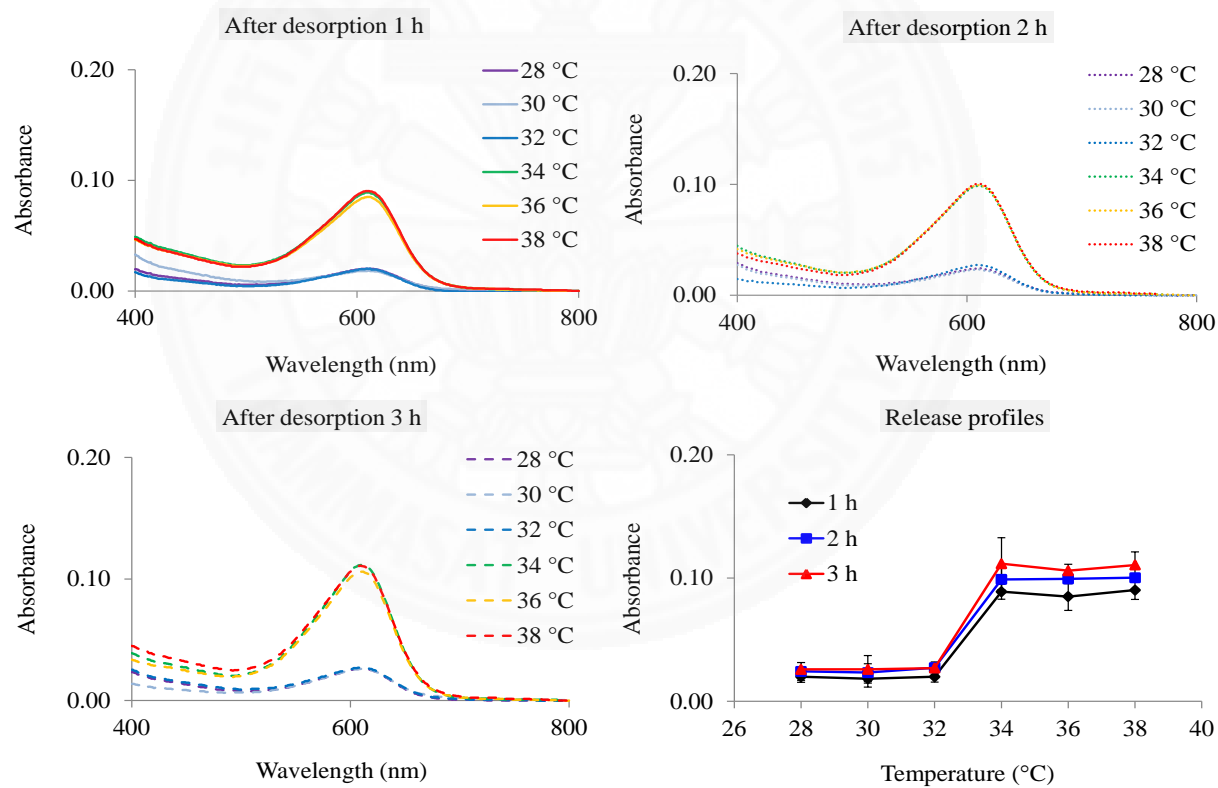 After desorption 1 h
0.20
0.10
0.00
Absorbance
400
600
800
Wavelength (nm)
28 °C
30 °C
32 °C
34 °C
36 °C
38 °C
After desorption 2 h
0.20
0.10
0.00
Absorbance
400
600
800
Wavelength (nm)
28 °C
30 °C
32 °C
34 °C
36 °C
38 °C
After desorption 3 h
0.20
0.10
0.00
Absorbance
400
600
800
Wavelength (nm)
28 °C
30 °C
32 °C
34 °C
36 °C
38 °C
Release profiles
0.20
0.10
0.00
Absorbance
26
28
30
32
34
36
38
40
Temperature (°C)
1 h
2 h
3 h